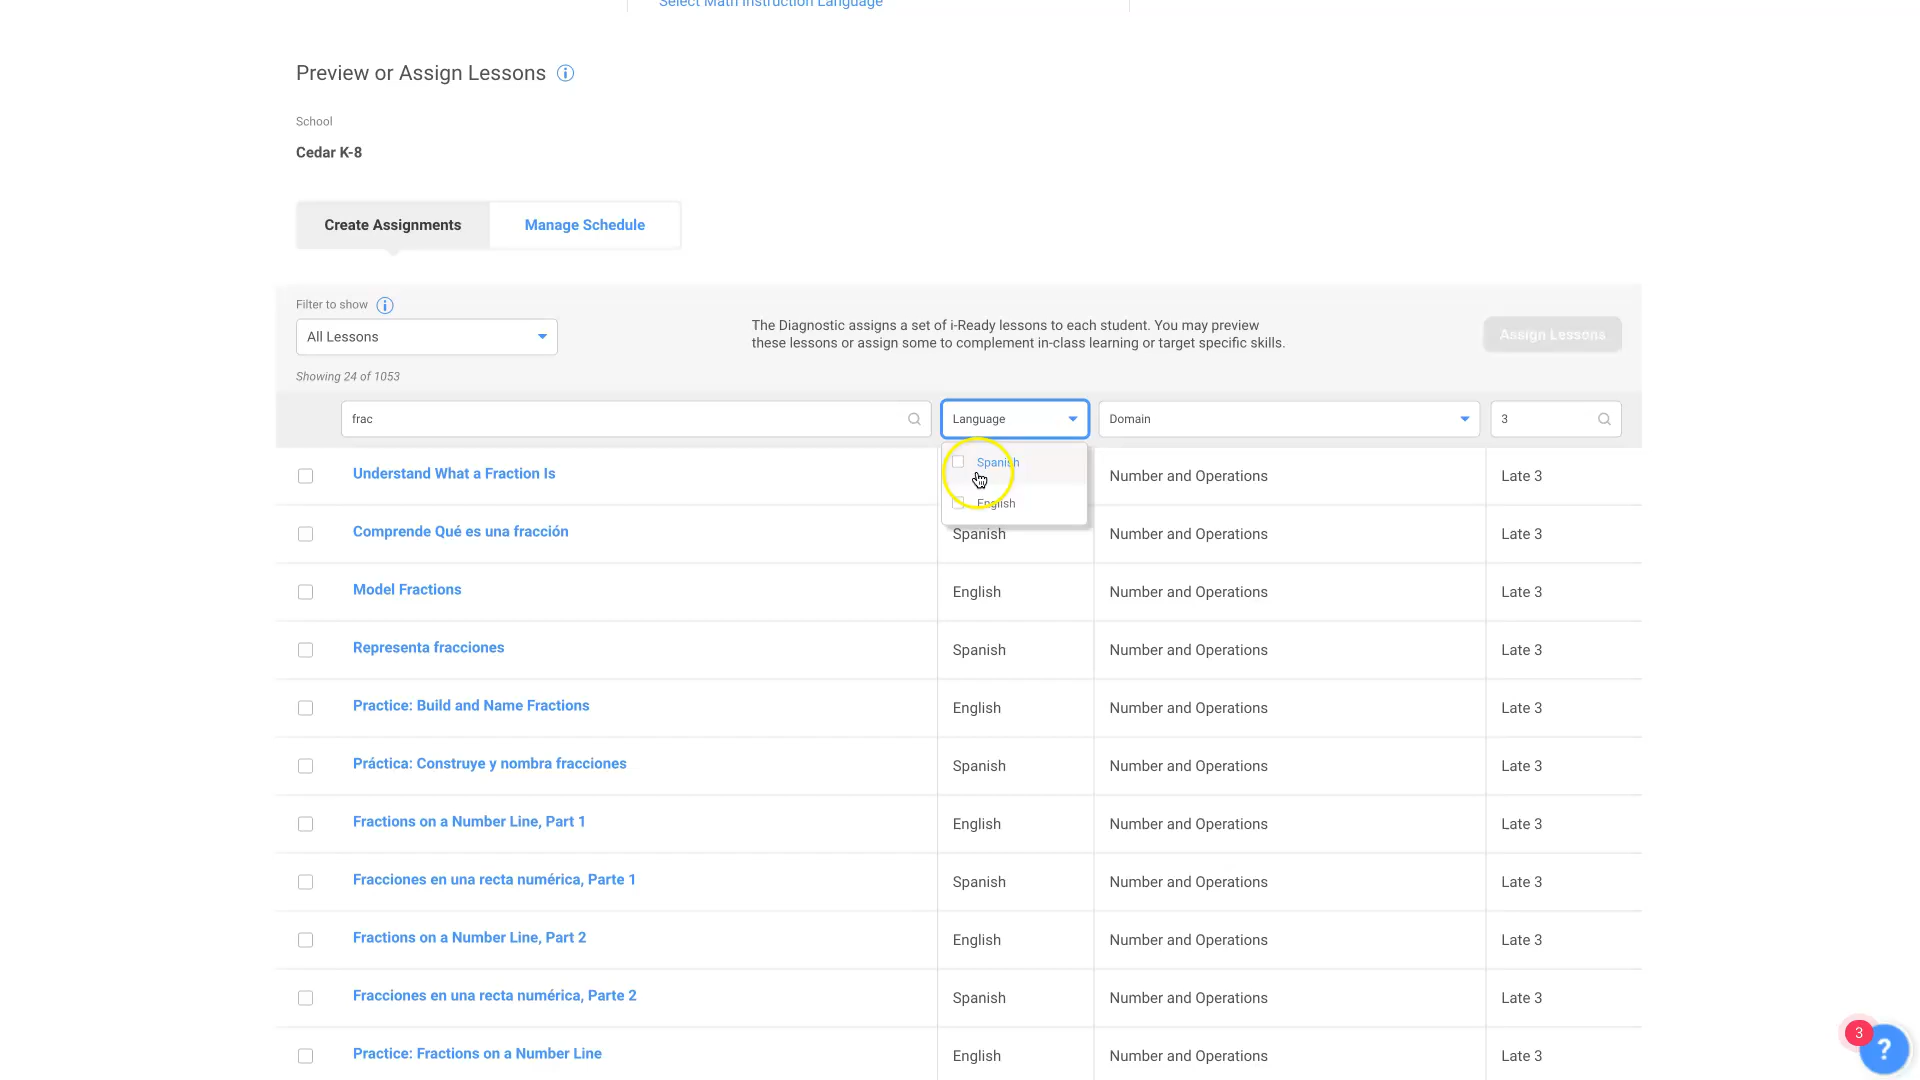 Select Math Instruction Language
Preview or Assign Lessons
School
Cedar K-8
Create Assignments
Manage Schedule
Filter to show
All Lessons
The Diagnostic assigns a set of i-Ready lessons to each student. You may preview
these lessons or assign some to complement in-class learning or target specific skills.
Assign Lessons
Showing 24 of 1053
frac
Language
Domain
3
Spanish
English
Understand What a Fraction Is
Number and Operations
Late 3
Comprende Qué es una fracción
Spanish
Number and Operations
Late 3
Model Fractions
English
Number and Operations
Late 3
Representa fracciones
Spanish
Number and Operations
Late 3
Practice: Build and Name Fractions
English
Number and Operations
Late 3
Práctica: Construye y nombra fracciones
Spanish
Number and Operations
Late 3
Fractions on a Number Line, Part 1
English
Number and Operations
Late 3
Fracciones en una recta numérica, Parte 1
Spanish
Number and Operations
Late 3
Fractions on a Number Line, Part 2
English
Number and Operations
Late 3
Fracciones en una recta numérica, Parte 2
Spanish
Number and Operations
Late 3
Practice: Fractions on a Number Line
English
Number and Operations
Late 3
3
?